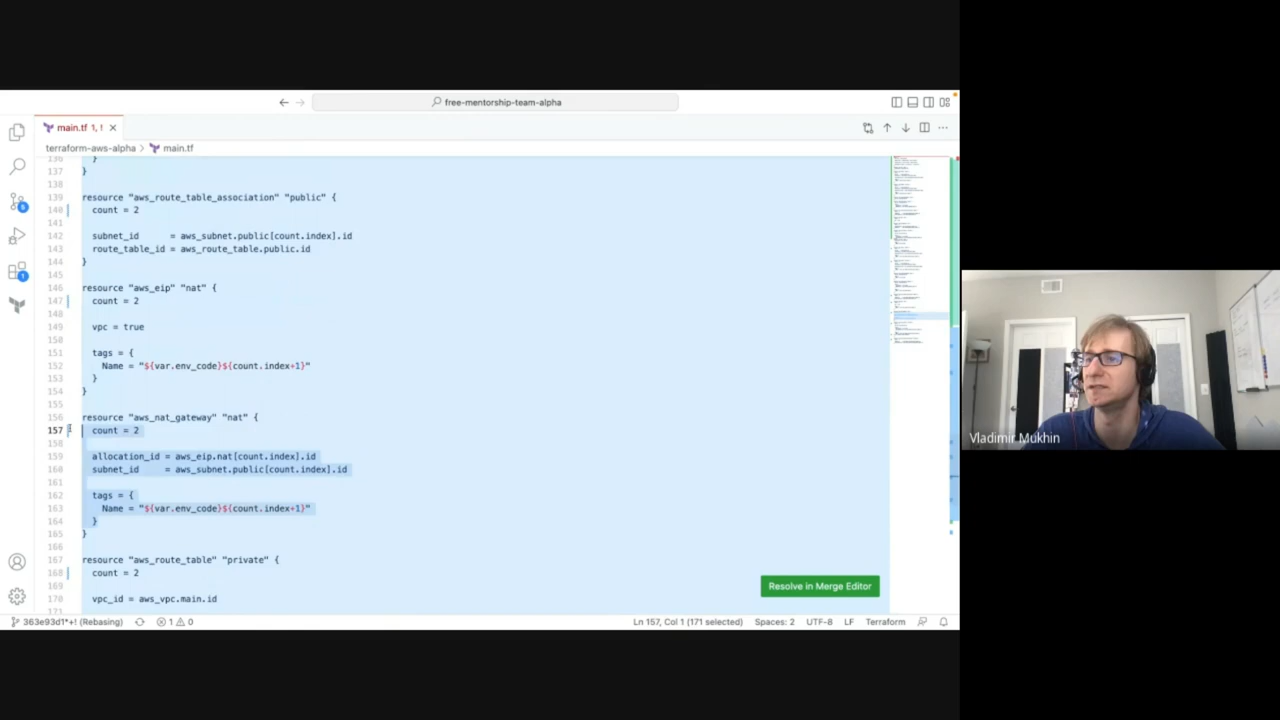 free-mentorship-team-alpha
main.tf 1, !
terraform-aws-alpha > main.tf
136 }
137 }
138
139 resource "aws_route_table_association" "public" {
140 count = 2
141
142 subnet_id = aws_subnet.public[count.index].id
143 route_table_id = aws_route_table.public.id
144 }
145
146 resource "aws_eip" "nat" {
147 count = 2
148
149 vpc = true
150
151 tags = {
152 Name = "${var.env_code}${count.index+1}"
153 }
154 }
155
156 resource "aws_nat_gateway" "nat" {
157 count = 2
158
159 allocation_id = aws_eip.nat[count.index].id
160 subnet_id = aws_subnet.public[count.index].id
161
162 tags = {
163 Name = "${var.env_code}${count.index+1}"
164 }
165 }
166
167 resource "aws_route_table" "private" {
168 count = 2
169
170 vpc_id = aws_vpc.main.id
171
Resolve in Merge Editor
363e93d1*+! (Rebasing) 1 0 Ln 157, Col 1 (171 selected) Spaces: 2 UTF-8 LF Terraform
Vladimir Mukhin